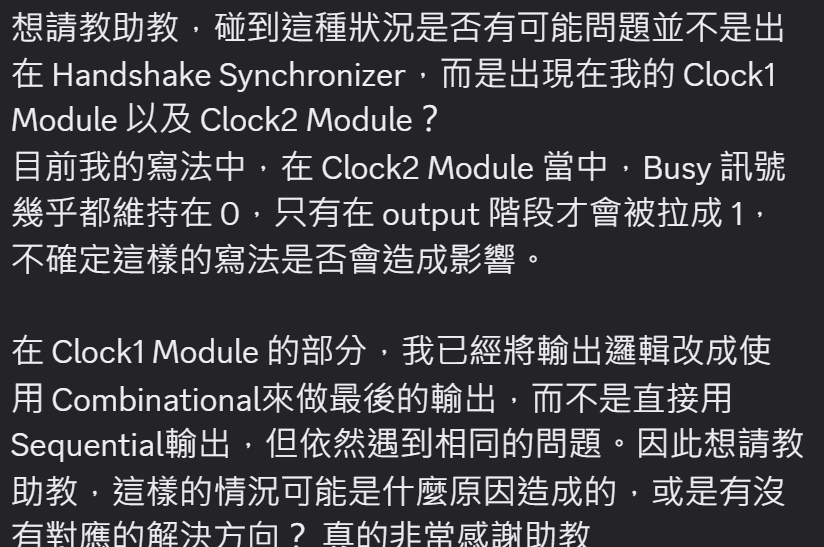 想請教助教，碰到這種狀況是否有可能問題並不是出
在 Handshake Synchronizer，而是出現在我的 Clock1
Module 以及 Clock2 Module？
目前我的寫法中，在 Clock2 Module 當中，Busy 訊號
幾乎都維持在 0，只有在 output 階段才會被拉成 1，
不確定這樣的寫法是否會造成影響。
在 Clock1 Module 的部分，我已經將輸出邏輯改成使
用 Combinational來做最後的輸出，而不是直接用
Sequential輸出，但依然遇到相同的問題。因此想請教
助教，這樣的情況可能是什麼原因造成的，或是有沒
有對應的解決方向？ 真的非常感謝助教